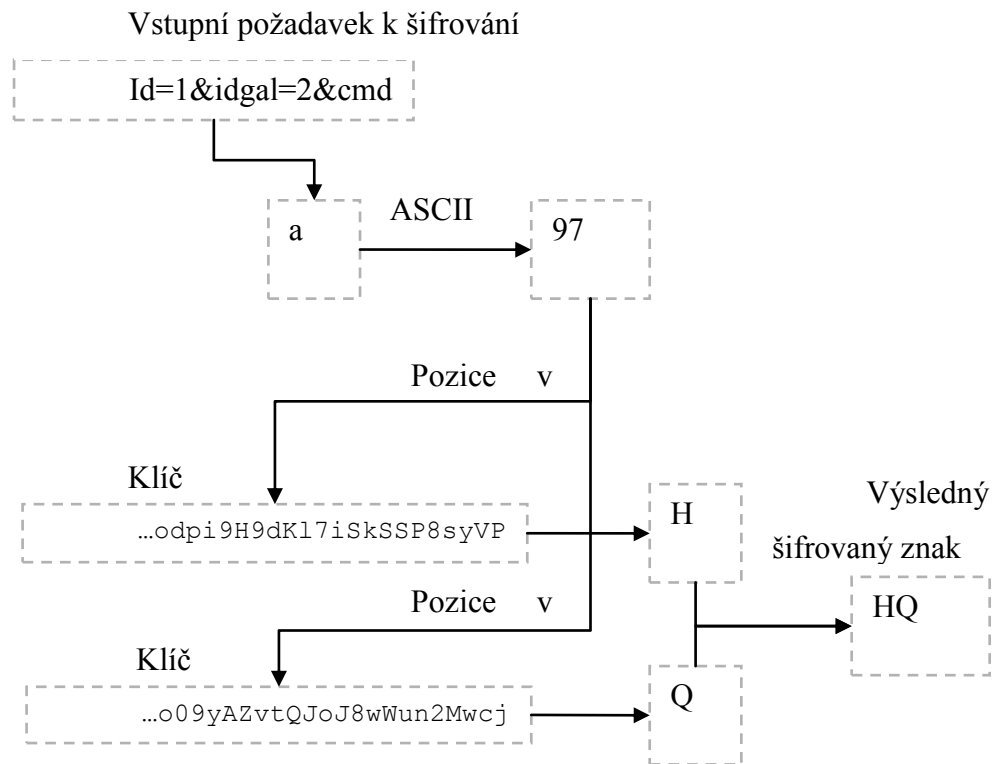 Vstupní požadavek k šifrování
Id=1&idgal=2&cmd
a
ASCII
97
Pozice v
Klíč
…odpi9H9dKl7iSkSSP8syVP
H
Výsledný
šifrovaný znak
HQ
Pozice v
Klíč
…o09yAZvtQJoJ8wWun2Mwcj
Q